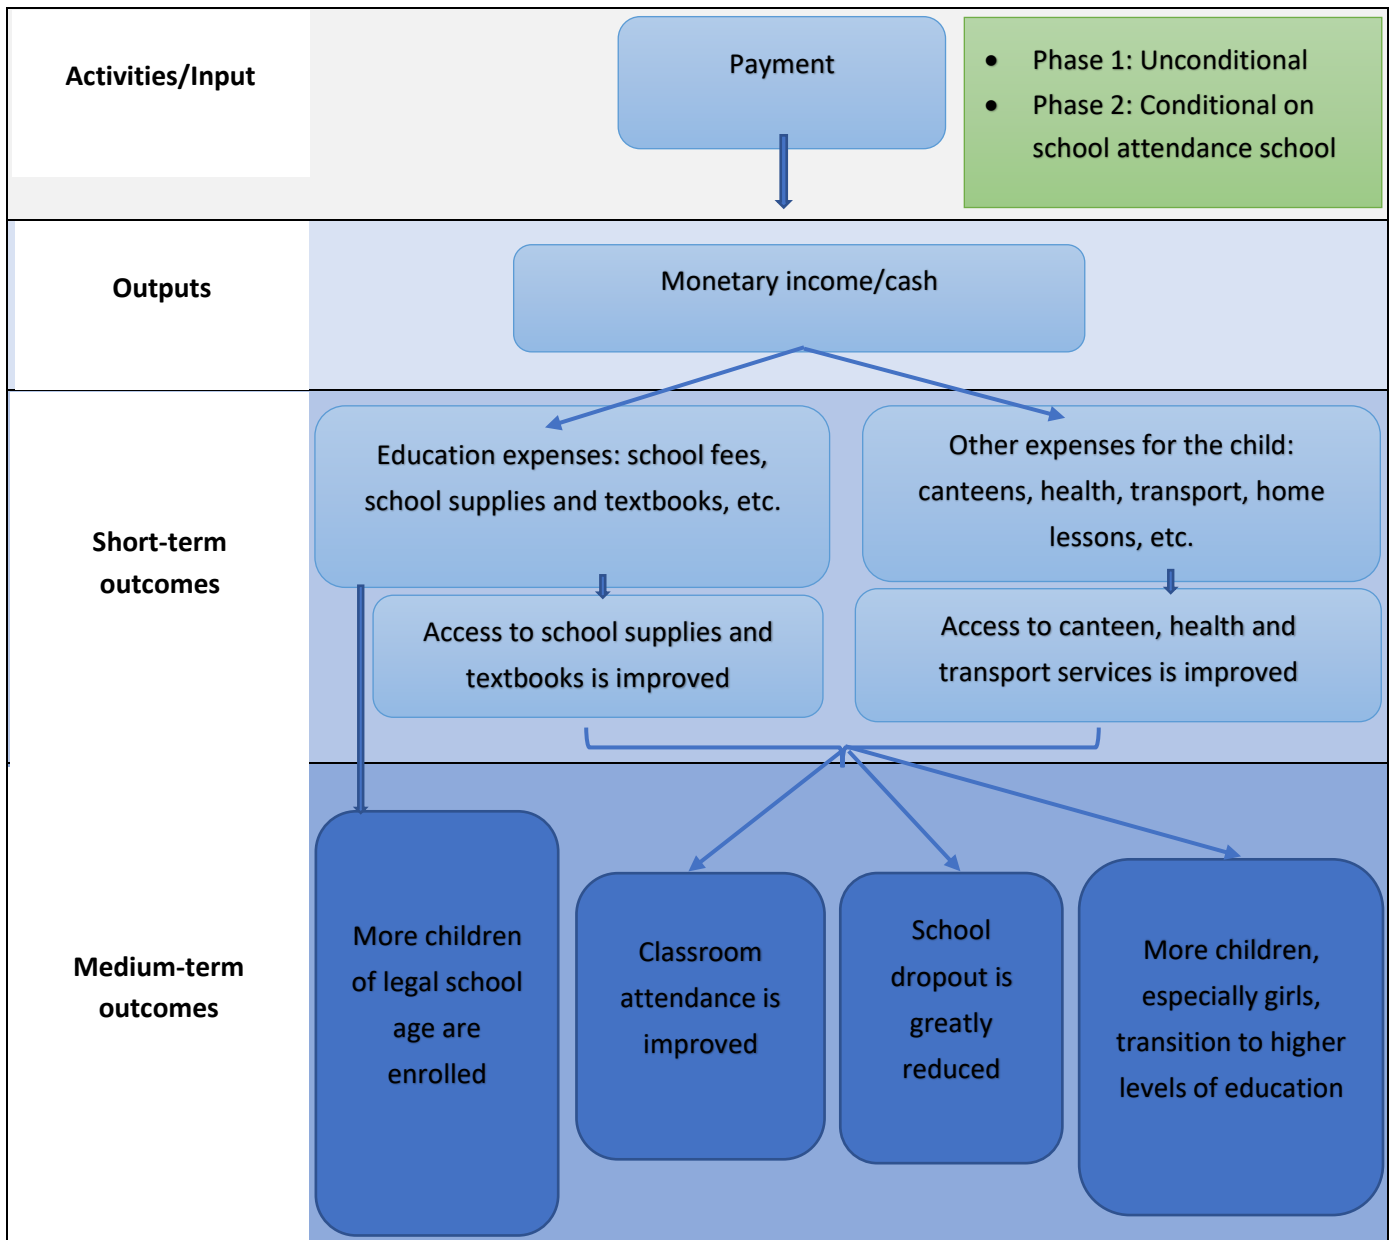 Activities/Input
Payment
• Phase 1: Unconditional
• Phase 2: Conditional on
school attendance school
Outputs
Monetary income/cash
Short-term
outcomes
Education expenses: school fees,
school supplies and textbooks, etc.
Other expenses for the child:
canteens, health, transport, home
lessons, etc.
Access to school supplies and
textbooks is improved
Access to canteen, health and
transport services is improved
Medium-term
outcomes
More children
of legal school
age are
enrolled
Classroom
attendance is
improved
School
dropout is
greatly
reduced
More children,
especially girls,
transition to higher
levels of education